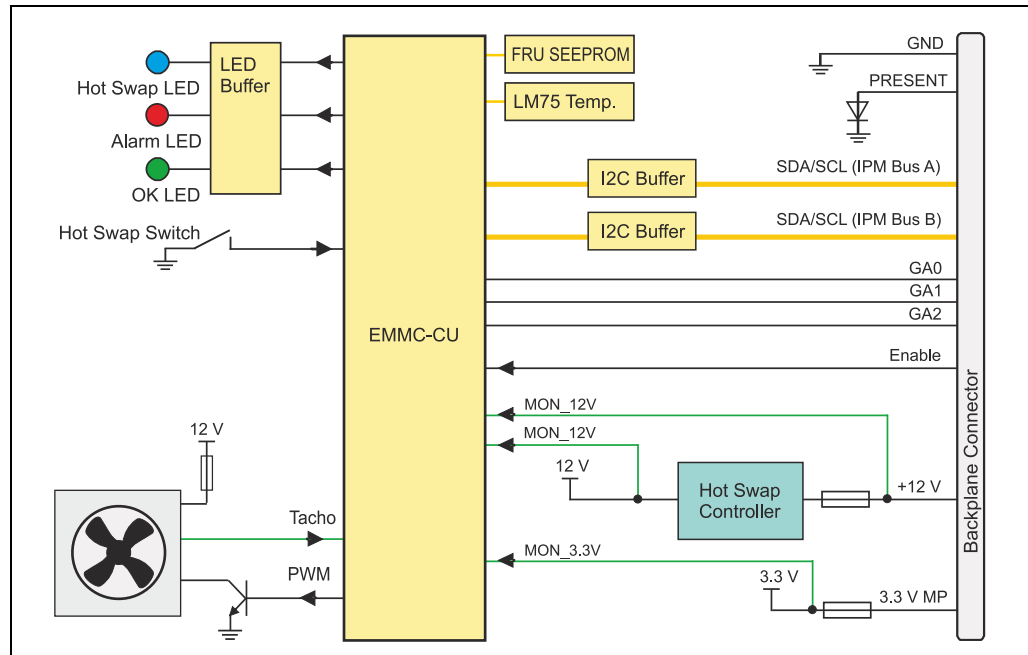 LED
Buffer
Hot Swap LED
Alarm LED
OK LED
Hot Swap Switch
EMMC-CU
FRU SEEPROM
LM75 Temp.
GND
PRESENT
I2C Buffer
SDA/SCL (IPM Bus A)
I2C Buffer
SDA/SCL (IPM Bus B)
GA0
GA1
GA2
Enable
MON_12V
MON_12V
12 V
Hot Swap
Controller
+12 V
MON_3.3V
3.3 V
3.3 V MP
Backplane Connector
12 V
Tacho
PWM